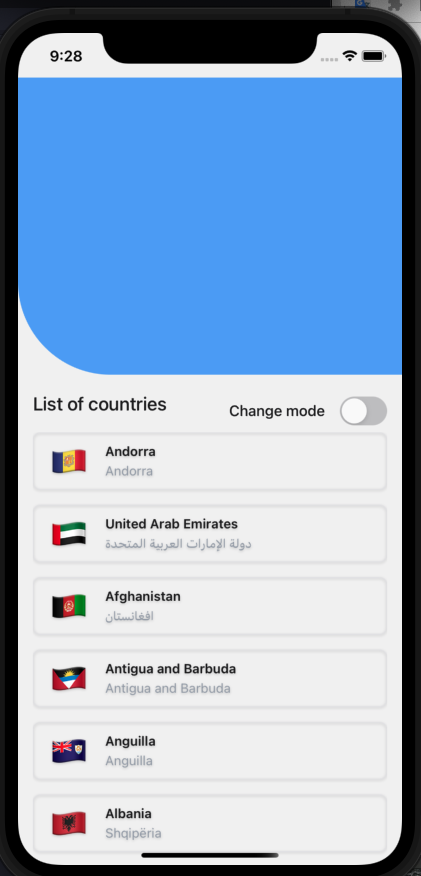 9:28
List of countries
Change mode
Andorra
Andorra
United Arab Emirates
دولة الإمارات العربية المتحدة
Afghanistan
افغانستان
Antigua and Barbuda
Antigua and Barbuda
Anguilla
Anguilla
Albania
Shqipëria